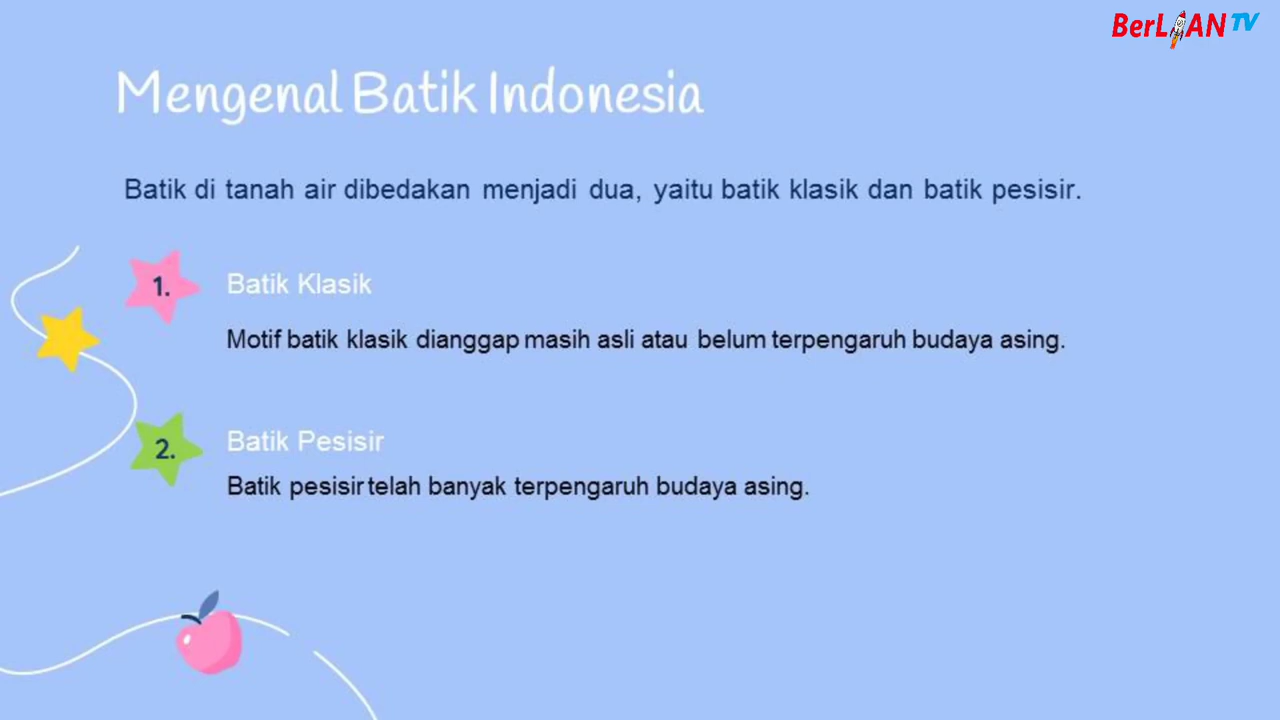 BerLIAN TV
Mengenal Batik Indonesia
Batik di tanah air dibedakan menjadi dua, yaitu batik klasik dan batik pesisir.
1. Batik Klasik
Motif batik klasik dianggap masih asli atau belum terpengaruh budaya asing.
2. Batik Pesisir
Batik pesisir telah banyak terpengaruh budaya asing.